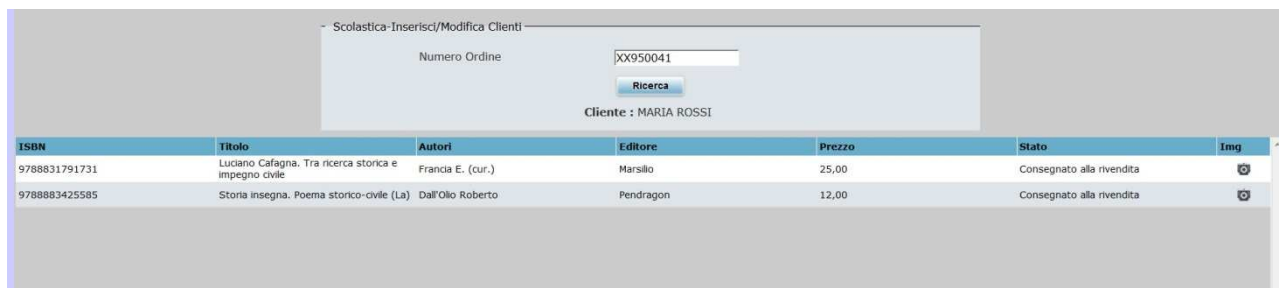 Scolastica-Inserisci/Modifica Clienti
Numero Ordine XX950041
Ricerca
Cliente : MARIA ROSSI
ISBN Titolo Autori Editore Prezzo Stato Img
9788831791731 Luciano Cafagna. Tra ricerca storica e impegno civile Francia E. (cur.) Marsilio 25,00 Consegnato alla rivendita
9788883425585 Storia insegna. Poema storico-civile (La) Dall'Olio Roberto Pendragon 12,00 Consegnato alla rivendita